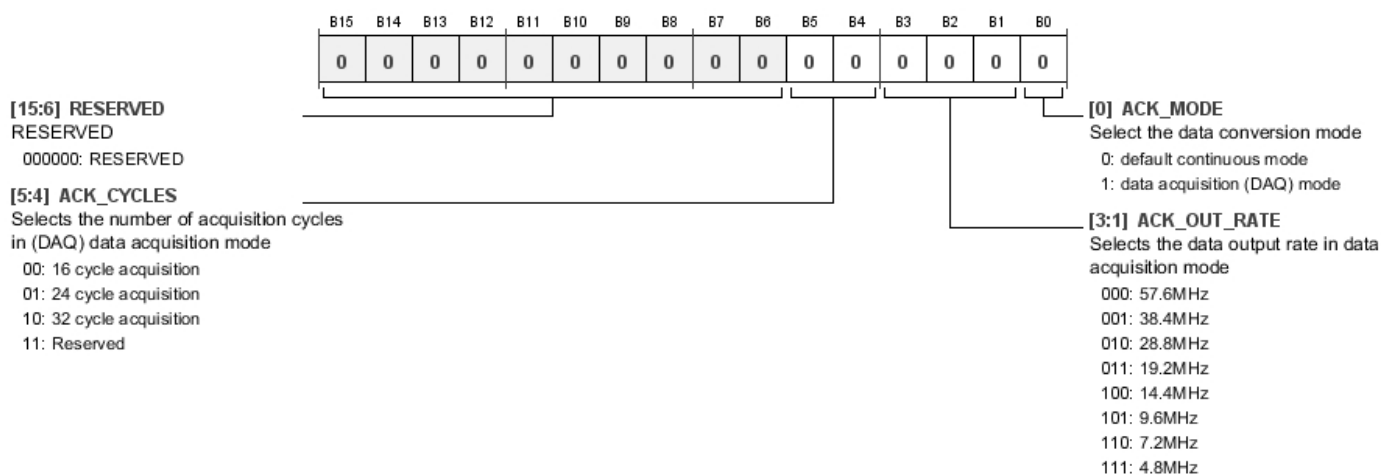 B15 B14 B13 B12 B11 B10 B9 B8 B7 B6 B5 B4 B3 B2 B1 B0
0 0 0 0 0 0 0 0 0 0 0 0 0 0 0 0
[15:6] RESERVED
RESERVED
000000: RESERVED
[5:4] ACK_CYCLES
Selects the number of acquisition cycles
in (DAQ) data acquisition mode
00: 16 cycle acquisition
01: 24 cycle acquisition
10: 32 cycle acquisition
11: Reserved
[0] ACK_MODE
Select the data conversion mode
0: default continuous mode
1: data acquisition (DAQ) mode
[3:1] ACK_OUT_RATE
Selects the data output rate in data
acquisition mode
000: 57.6MHz
001: 38.4MHz
010: 28.8MHz
011: 19.2MHz
100: 14.4MHz
101: 9.6MHz
110: 7.2MHz
111: 4.8MHz